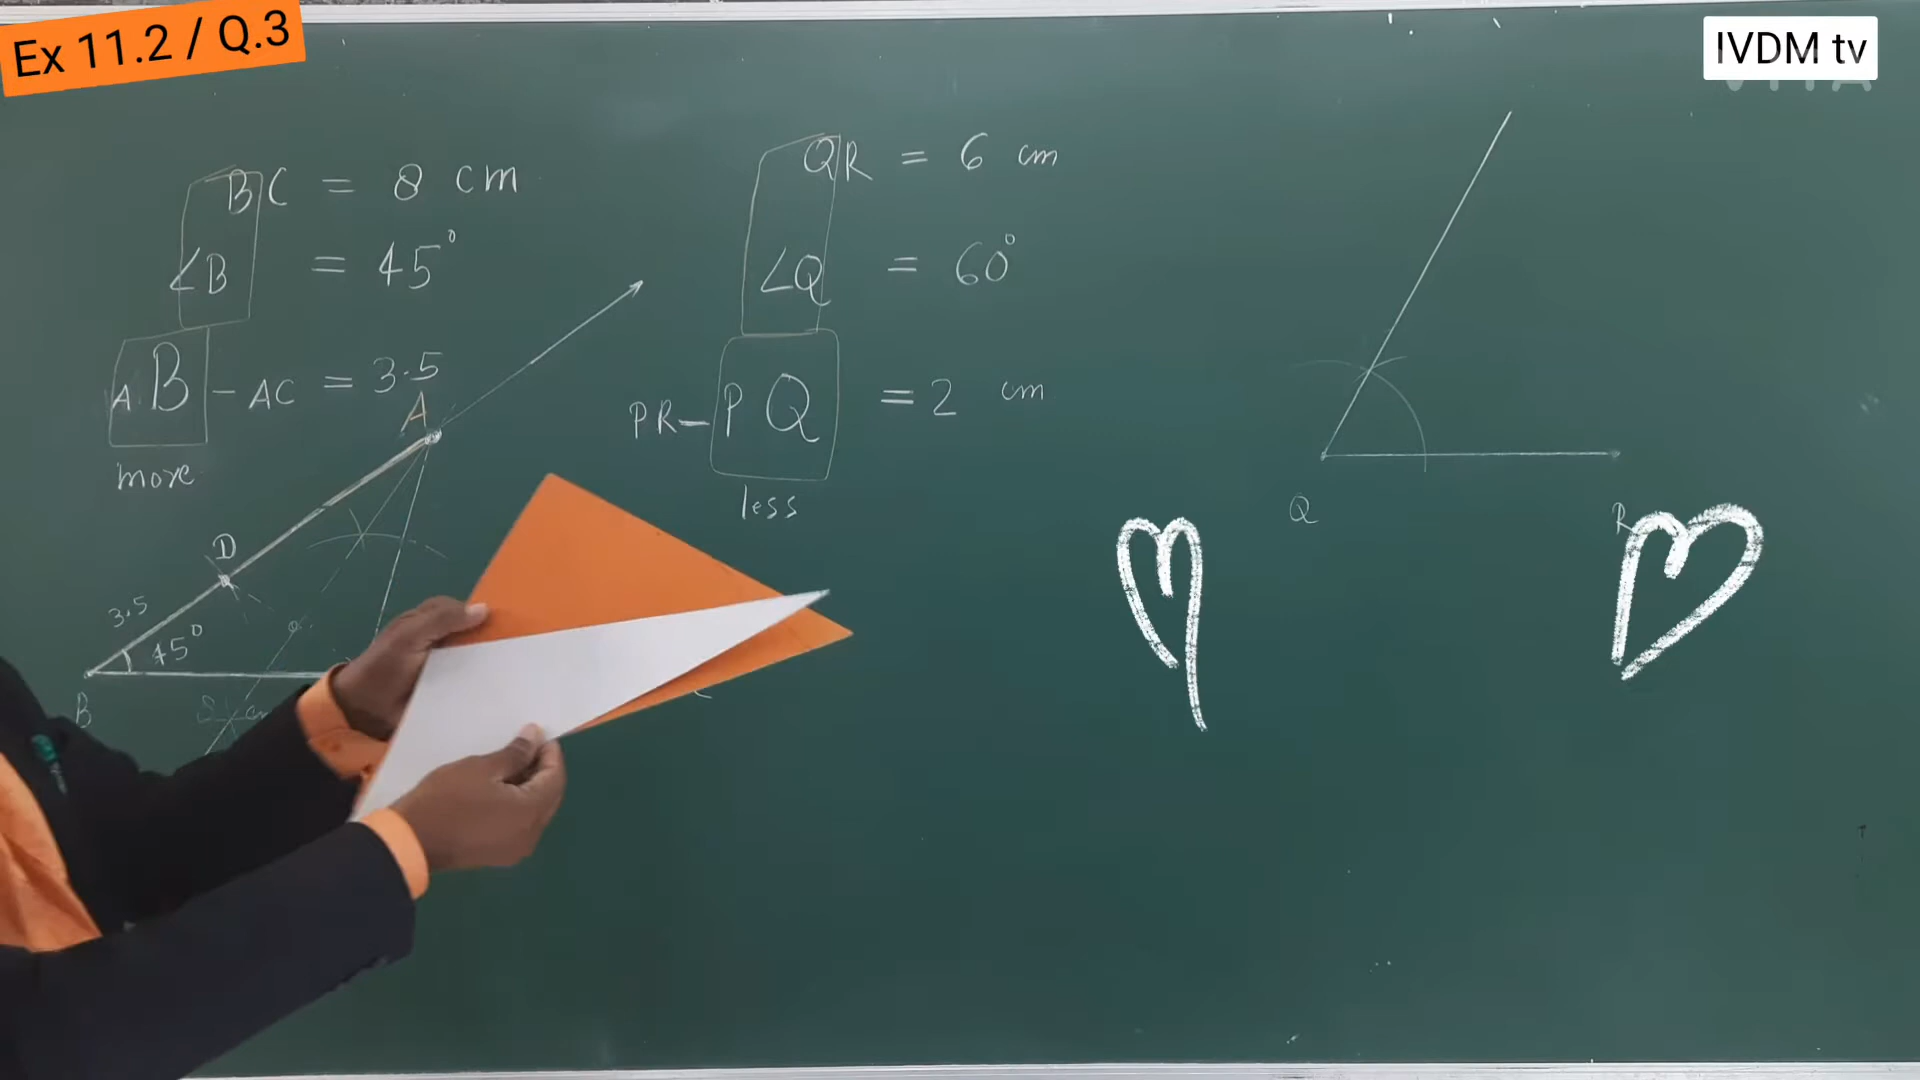 Ex 11.2 / Q.3
IVDM tv
BC = 8 cm
∠B = 45°
AB - AC = 3.5
more
A
D
3.5
45°
B
QR = 6 cm
∠Q = 60°
PR - PQ = 2 cm
less
Q
R